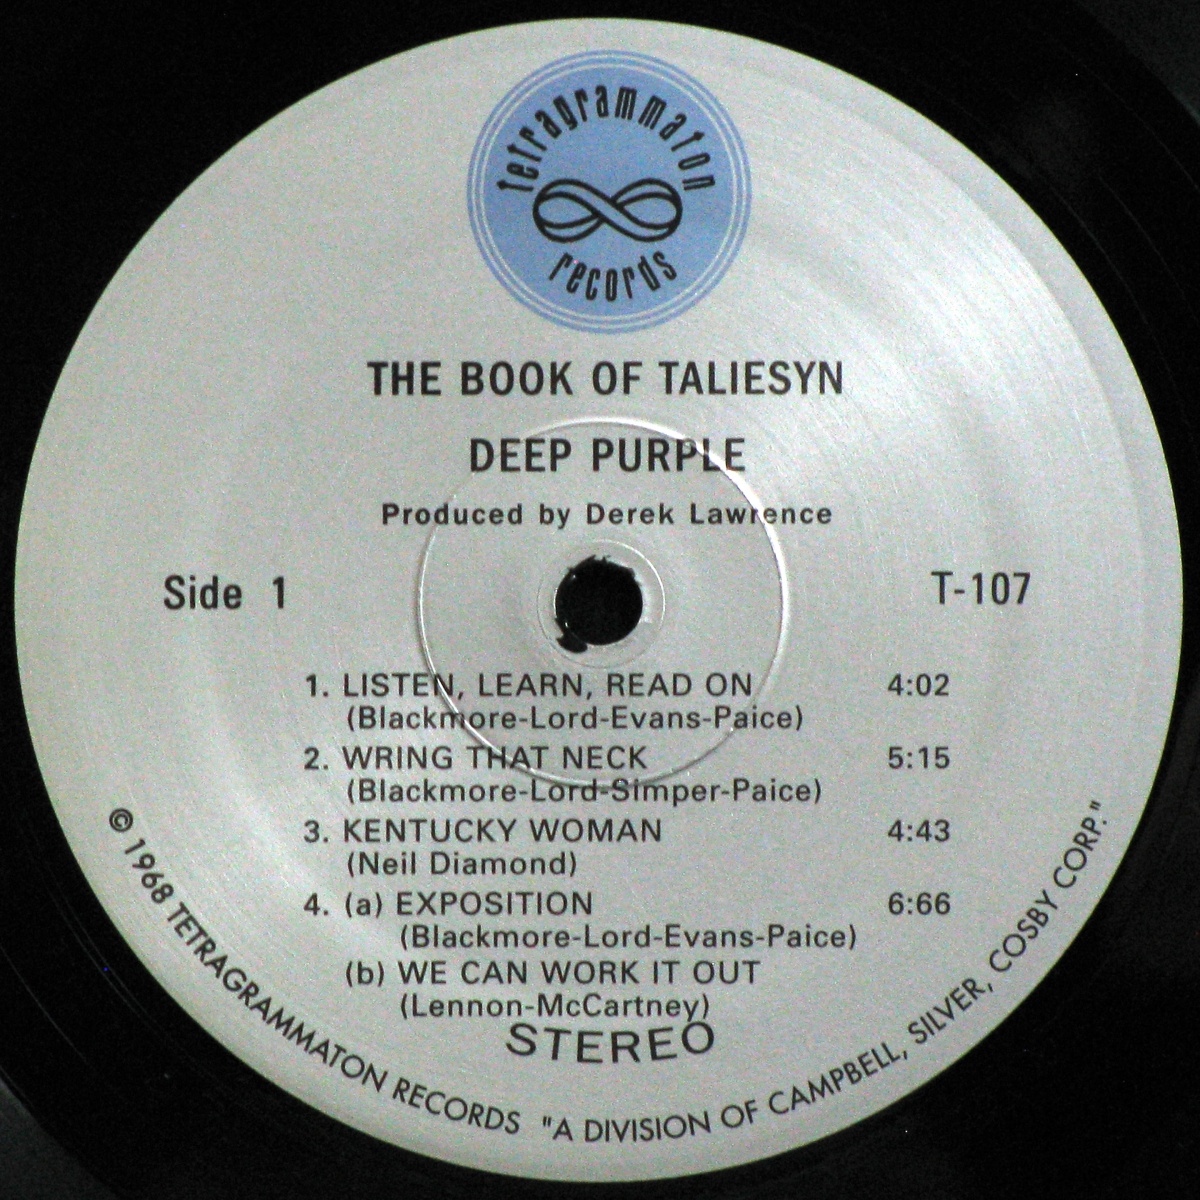 tetragrammaton
records
THE BOOK OF TALIESYN
DEEP PURPLE
Produced by Derek Lawrence
Side 1
T-107
1. LISTEN, LEARN, READ ON 4:02
(Blackmore-Lord-Evans-Paice)
2. WRING THAT NECK 5:15
(Blackmore-Lord-Simper-Paice)
3. KENTUCKY WOMAN 4:43
(Neil Diamond)
4. (a) EXPOSITION 6:66
(Blackmore-Lord-Evans-Paice)
(b) WE CAN WORK IT OUT
(Lennon-McCartney)
STEREO
© 1968 TETRAGRAMMATON RECORDS "A DIVISION OF CAMPBELL, SILVER, COSBY CORP."